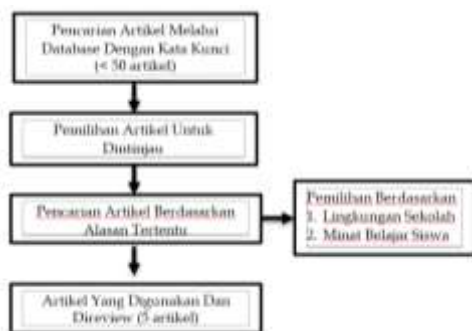 Pencarian Artikel Melalui
Database Dengan Kata Kunci
(< 50 artikel)
Pemilihan Artikel Untuk
Dintinjau
Pencarian Artikel Berdasarkan
Alasan Tertentu
Pemilihan Berdasarkan
1. Lingkungan Sekolah
2. Minat Belajar Siswa
Artikel Yang Digunakan Dan
Direview (5 artikel)